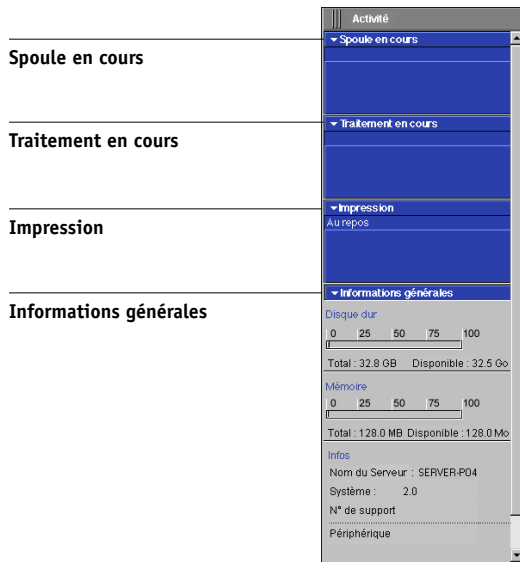 Activité
Spoule en cours
Spoule en cours
Traitement en cours
Traitement en cours
Impression
Au repos
Impression
Informations générales
Informations générales
Disque dur
0 25 50 75 100
Total : 32.8 GB Disponible : 32.5 Go
Mémoire
0 25 50 75 100
Total : 128.0 MB Disponible : 128.0 Mo
Infos
Nom du Serveur : SERVER-P04
Système : 2.0
N° de support
Périphérique